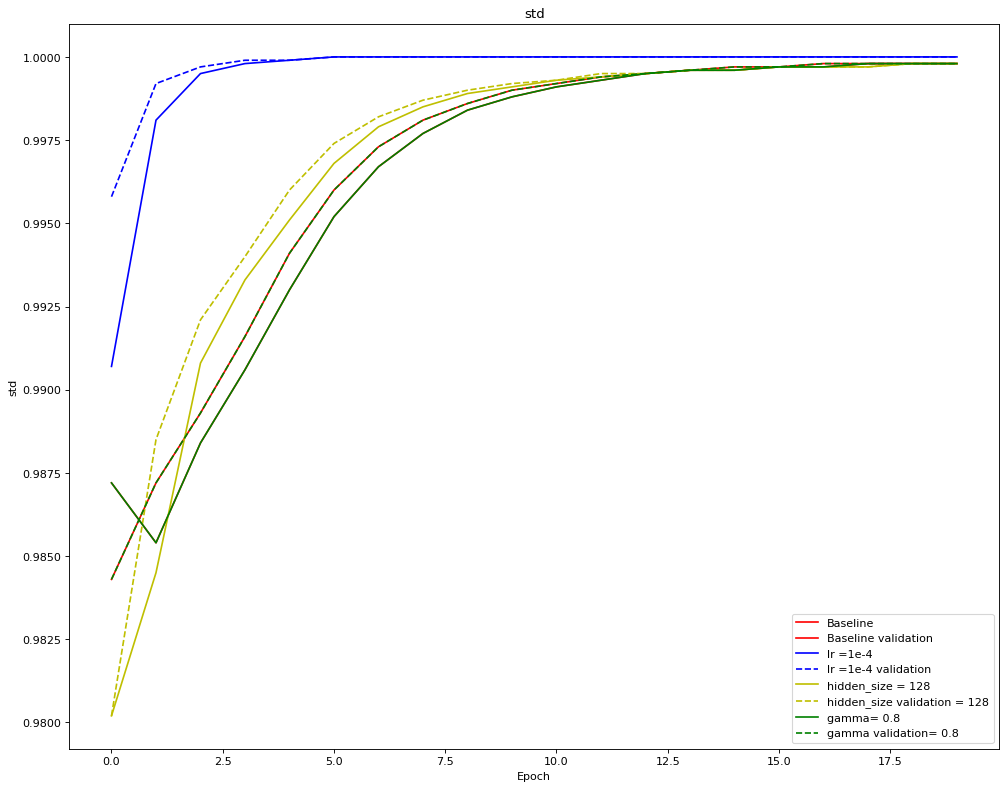 std
1.0000
0.9975
0.9950
0.9925
0.9900
0.9875
0.9850
0.9825
0.9800
std
0.0
2.5
5.0
7.5
10.0
12.5
15.0
17.5
Epoch
Baseline
Baseline validation
lr =1e-4
lr =1e-4 validation
hidden_size = 128
hidden_size validation = 128
gamma= 0.8
gamma validation= 0.8